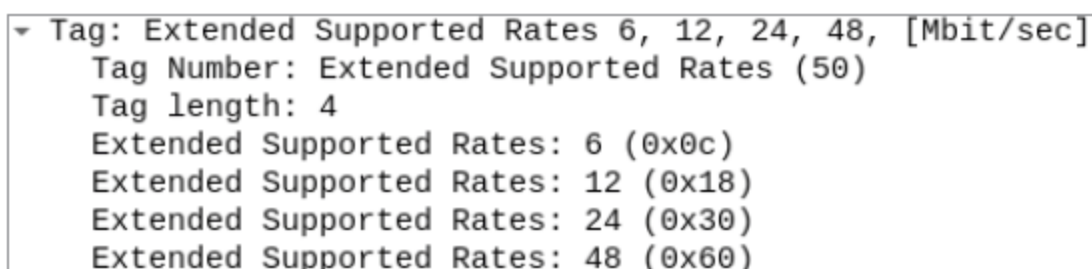 Tag: Extended Supported Rates 6, 12, 24, 48, [Mbit/sec]
Tag Number: Extended Supported Rates (50)
Tag length: 4
Extended Supported Rates: 6 (0x0c)
Extended Supported Rates: 12 (0x18)
Extended Supported Rates: 24 (0x30)
Extended Supported Rates: 48 (0x60)